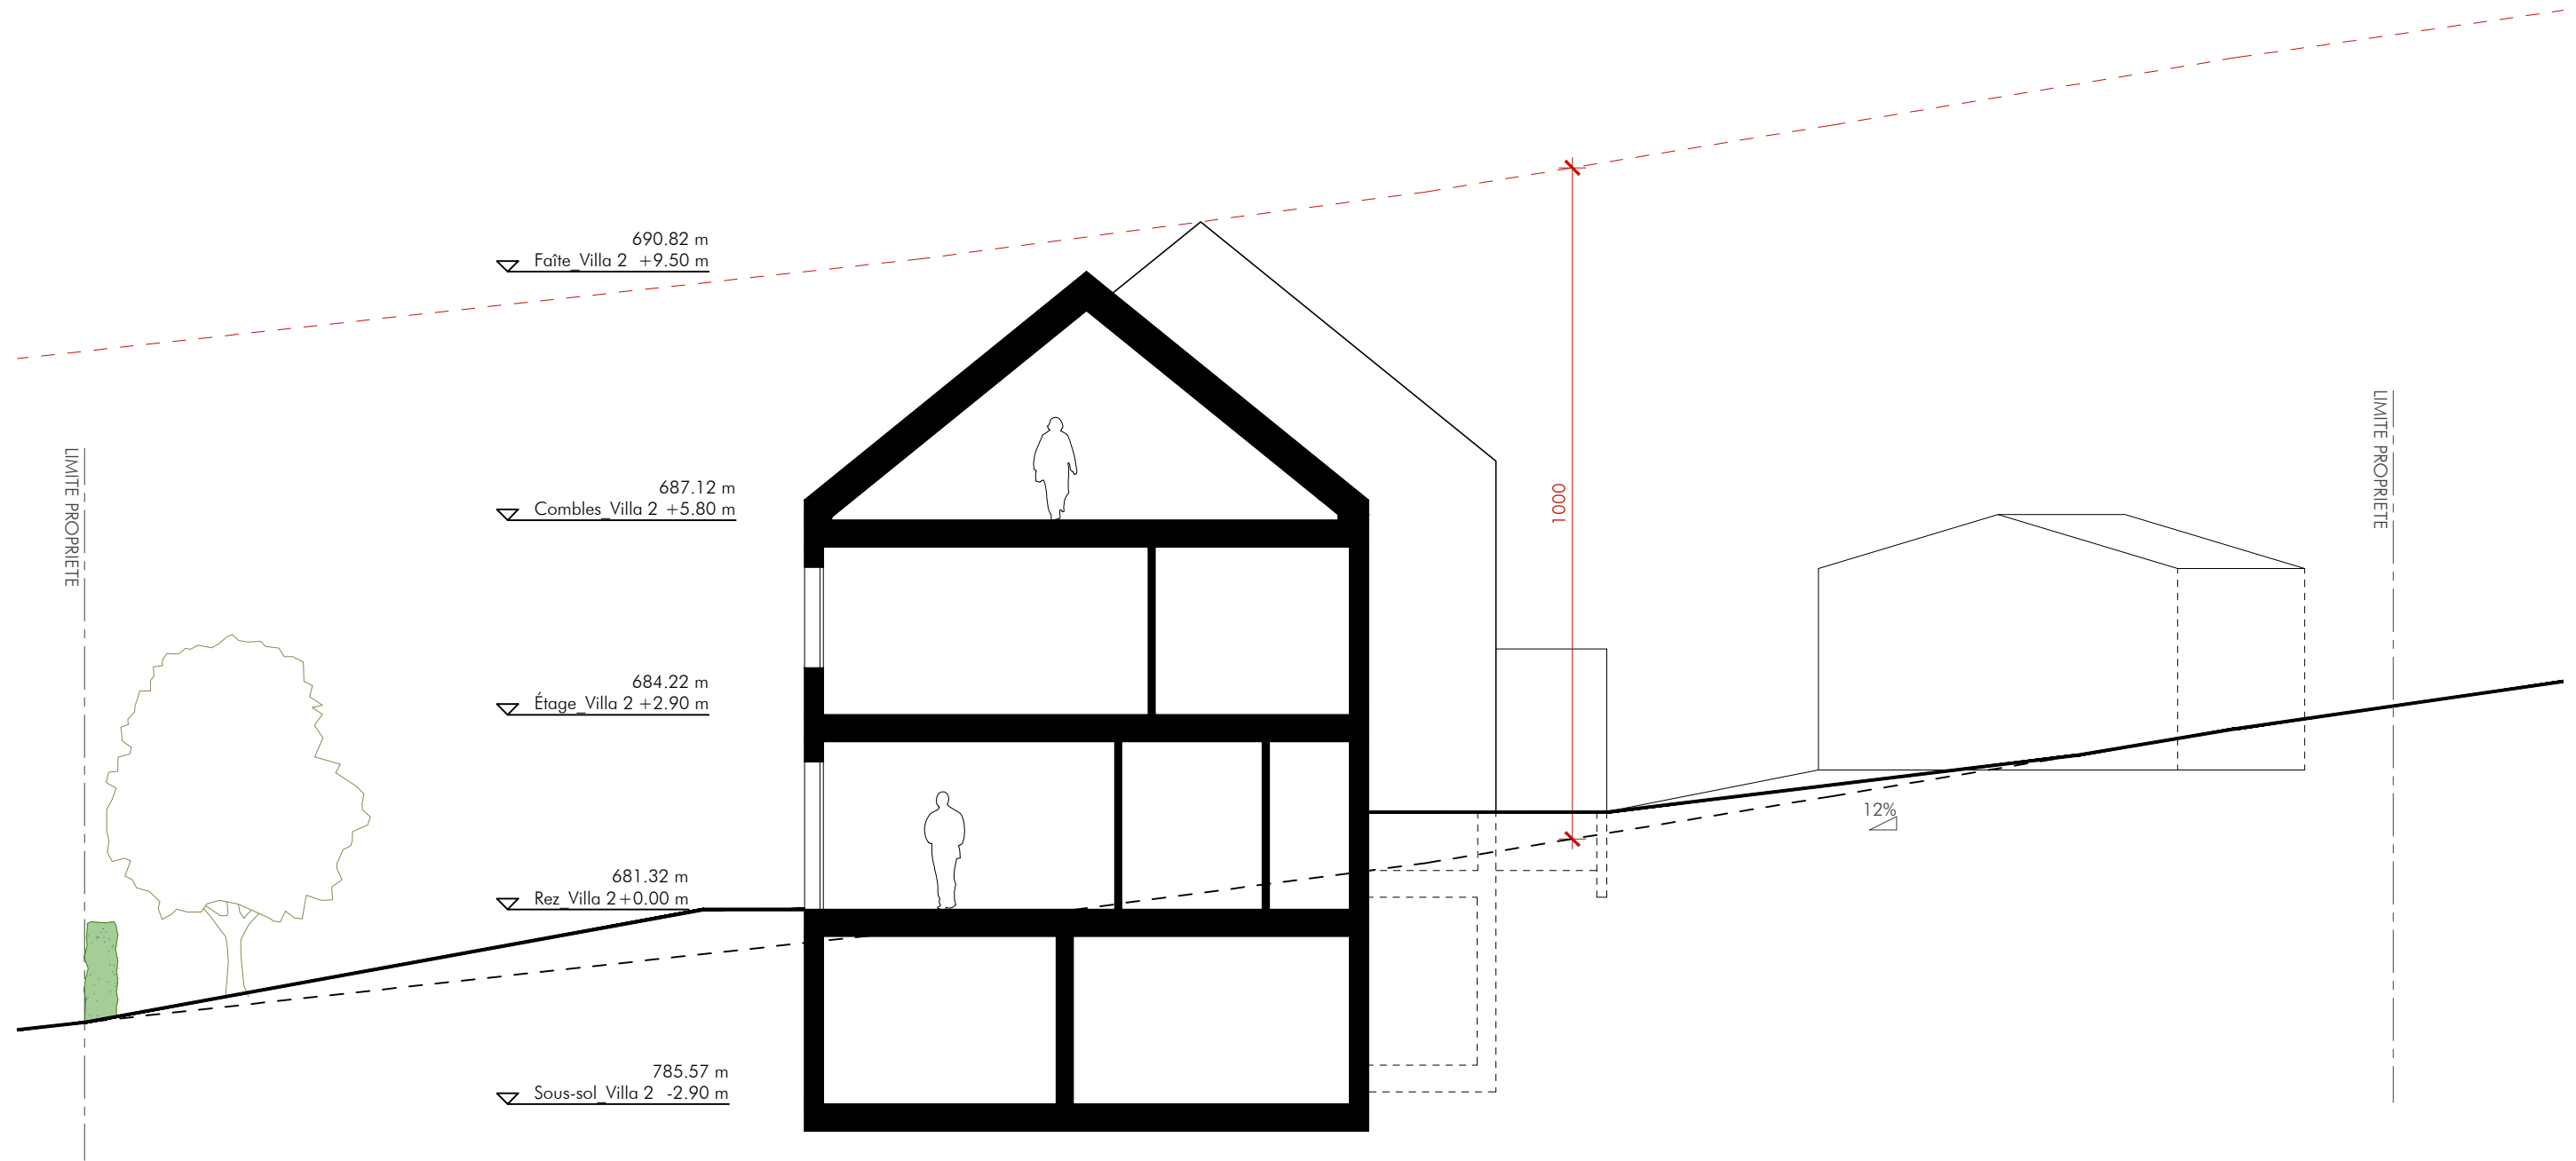 690.82 m
Faîte_Villa 2 +9.50 m
LIMITE PROPRIETE
LIMITE PROPRIETE
687.12 m
Combles_Villa 2 +5.80 m
1000
684.22 m
Étage_Villa 2 +2.90 m
12%
681.32 m
Rez_Villa 2+0.00 m
785.57 m
Sous-sol_Villa 2 -2.90 m